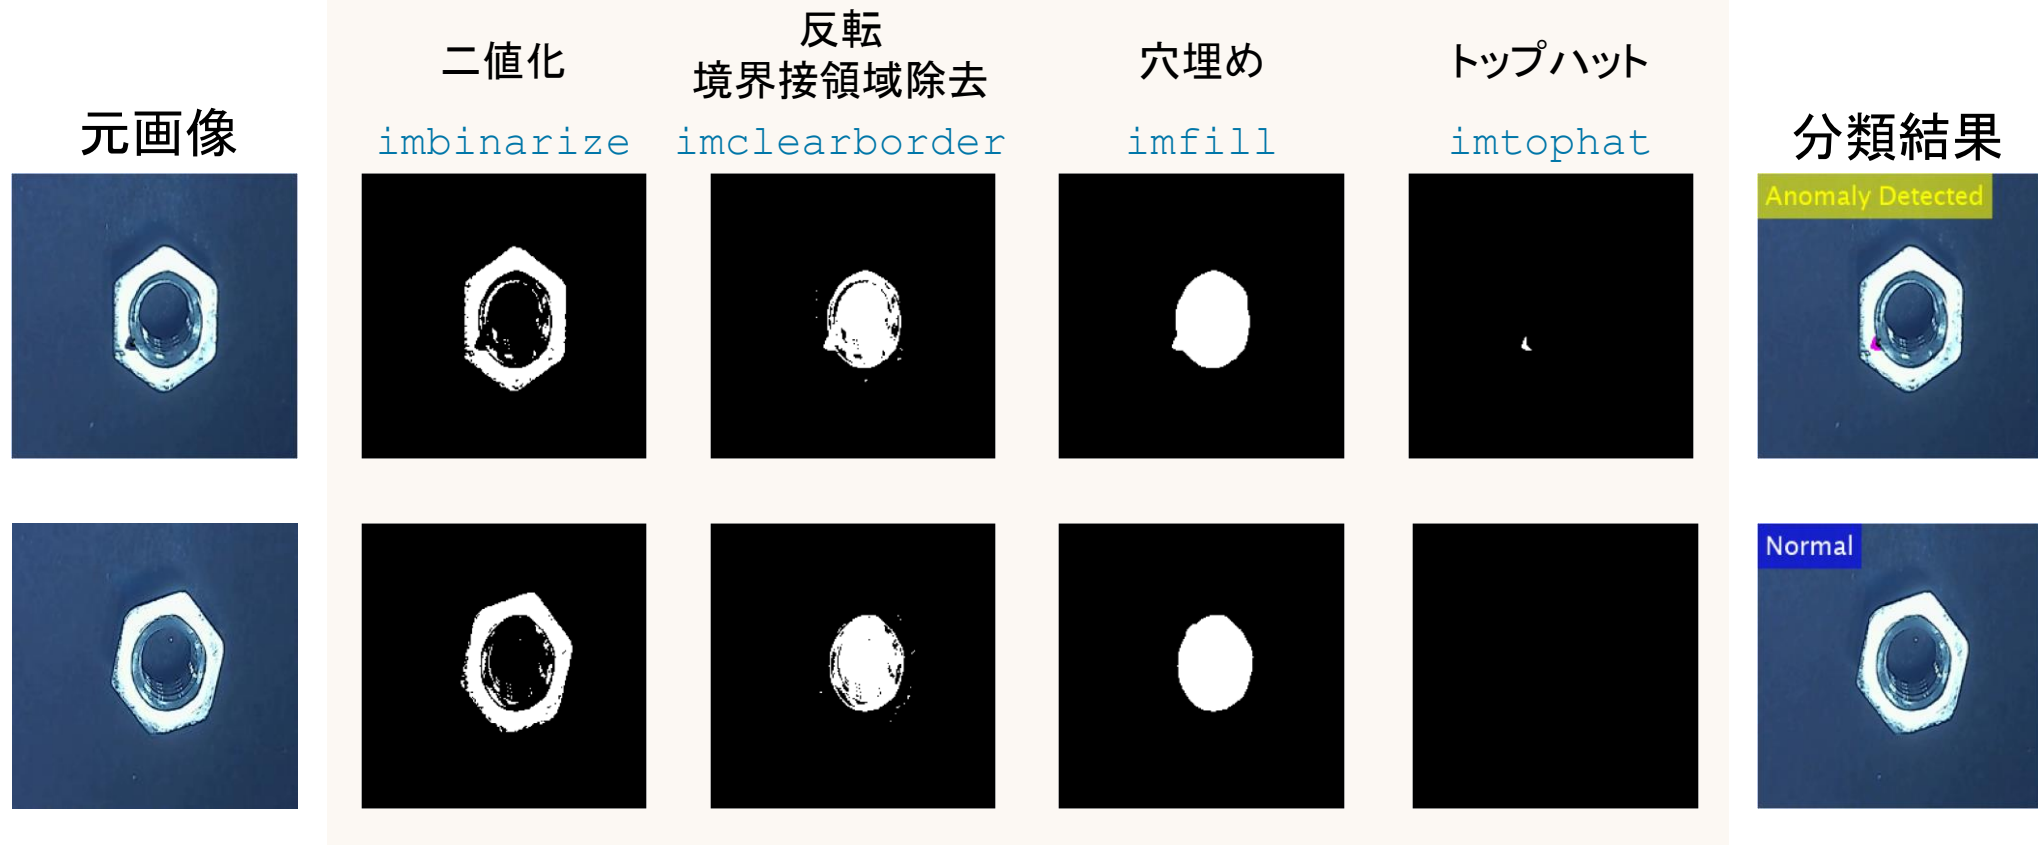 元画像
二値化
imbinarize
反転
境界接領域除去
imclearborder
穴埋め
imfill
トップハット
imtophat
分類結果
Anomaly Detected
Normal